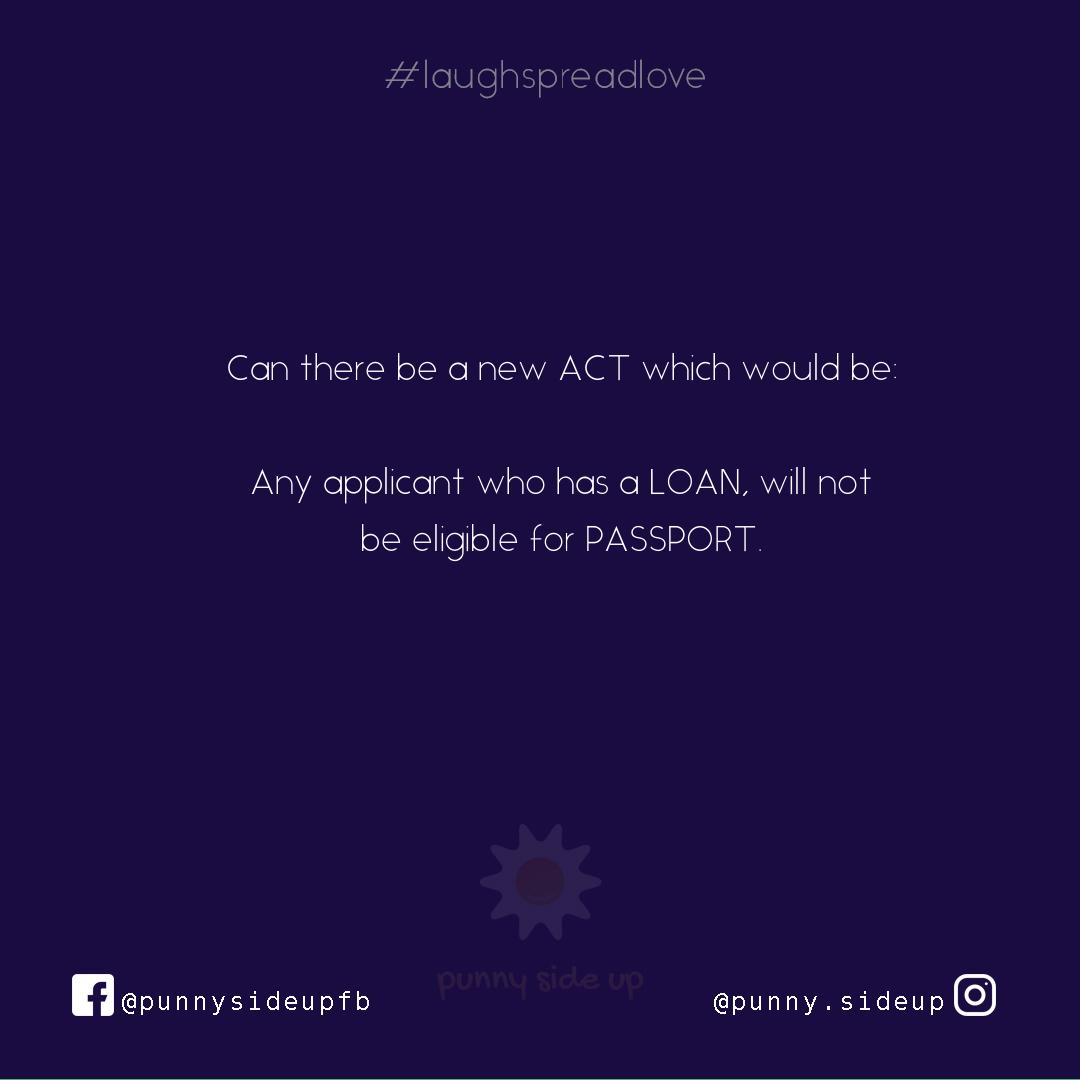 #laughspreadlove
Can there be a new ACT which would be:
Any applicant who has a LOAN, will not
be eligible for PASSPORT.
punny side up
@punnysideupfb
@punny.sideup